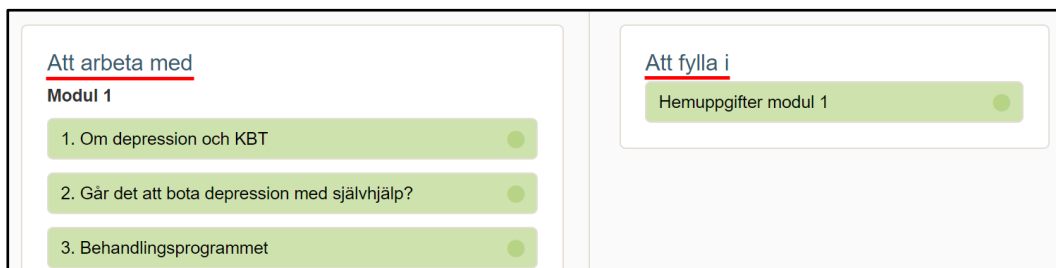 Att arbeta med
Modul 1
1. Om depression och KBT
2. Går det att bota depression med självhjälp?
3. Behandlingsprogrammet
Att fylla i
Hemuppgifter modul 1